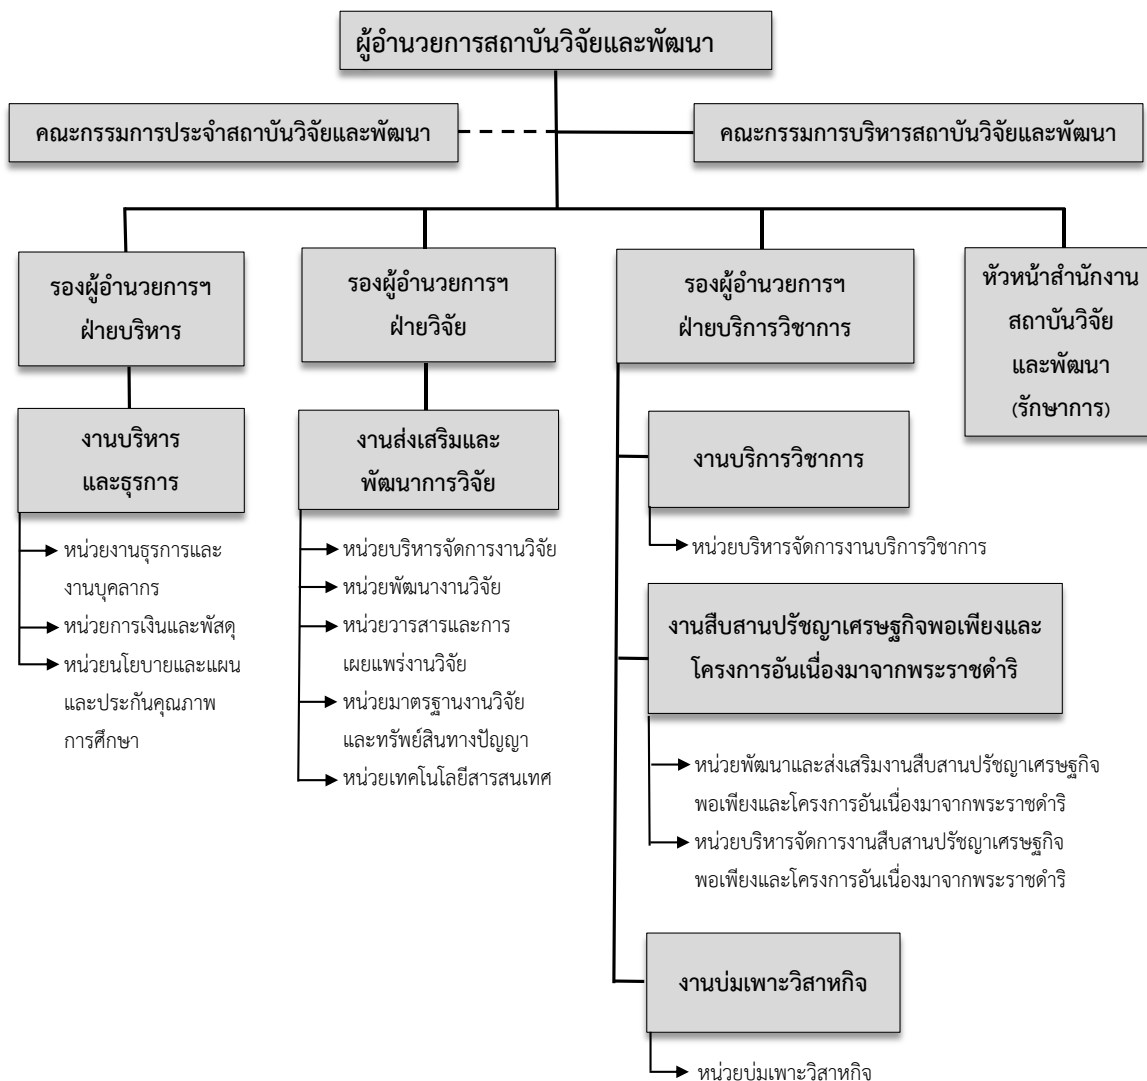 ผู้อำนวยการสถาบันวิจัยและพัฒนา
คณะกรรมการประจำสถาบันวิจัยและพัฒนา
คณะกรรมการบริหารสถาบันวิจัยและพัฒนา
รองผู้อำนวยการฯ
ฝ่ายบริหาร
รองผู้อำนวยการฯ
ฝ่ายวิจัย
รองผู้อำนวยการฯ
ฝ่ายบริการวิชาการ
หัวหน้าสำนักงาน
สถาบันวิจัย
และพัฒนา
(รักษาการ)
งานบริหาร
และธุรการ
หน่วยงานธุรการและ
งานบุคลากร
หน่วยการเงินและพัสดุ
หน่วยนโยบายและแผน
และประกันคุณภาพ
การศึกษา
งานส่งเสริมและ
พัฒนาการวิจัย
หน่วยบริหารจัดการงานวิจัย
หน่วยพัฒนางานวิจัย
หน่วยวารสารและการ
เผยแพร่งานวิจัย
หน่วยมาตรฐานงานวิจัย
และทรัพย์สินทางปัญญา
หน่วยเทคโนโลยีสารสนเทศ
งานบริการวิชาการ
หน่วยบริหารจัดการงานบริการวิชาการ
งานสืบสานปรัชญาเศรษฐกิจพอเพียงและ
โครงการอันเนื่องมาจากพระราชดำริ
หน่วยพัฒนาและส่งเสริมงานสืบสานปรัชญาเศรษฐกิจ
พอเพียงและโครงการอันเนื่องมาจากพระราชดำริ
หน่วยบริหารจัดการงานสืบสานปรัชญาเศรษฐกิจ
พอเพียงและโครงการอันเนื่องมาจากพระราชดำริ
งานบ่มเพาะวิสาหกิจ
หน่วยบ่มเพาะวิสาหกิจ